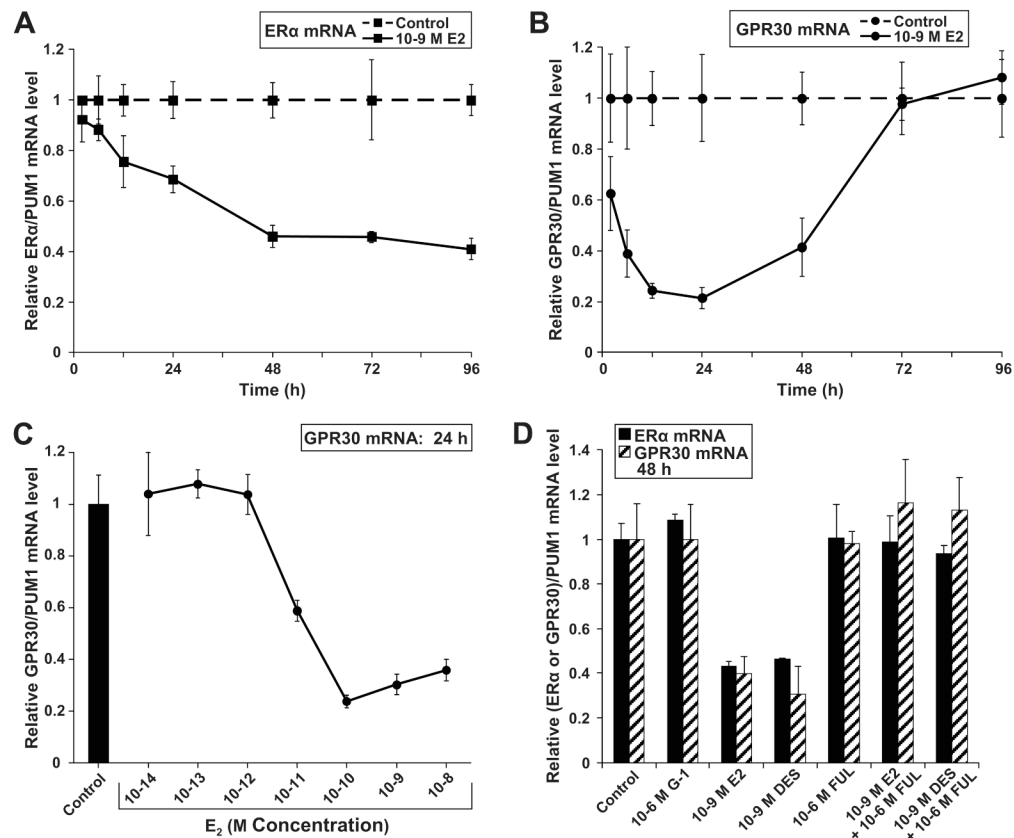 A
ERα mRNA
Control
10-9 M E2
Relative ERα/PUM1 mRNA level
1.2
1
0.8
0.6
0.4
0.2
0
0
24
48
72
96
Time (h)
B
GPR30 mRNA
Control
10-9 M E2
Relative GPR30/PUM1 mRNA level
1.2
1
0.8
0.6
0.4
0.2
0
0
24
48
72
96
Time (h)
C
GPR30 mRNA: 24 h
Relative GPR30/PUM1 mRNA level
1.2
1
0.8
0.6
0.4
0.2
0
Control
10-14
10-13
10-12
10-11
10-10
10-9
10-8
E₂ (M Concentration)
D
ERα mRNA
GPR30 mRNA
48 h
Relative (ERα or GPR30)/PUM1 mRNA level
1.4
1.2
1
0.8
0.6
0.4
0.2
0
Control
10-6 M G-1
10-9 M E2
10-9 M DES
10-6 M FUL
10-9 M E2
+ 10-6 M FUL
10-9 M DES
+ 10-6 M FUL